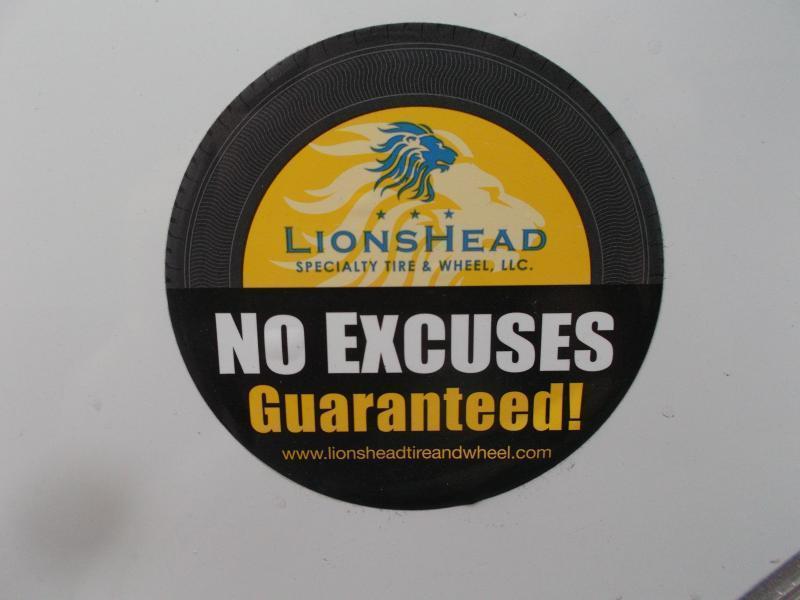 LIONSHEAD
SPECIALTY TIRE & WHEEL, LLC.
NO EXCUSES
Guaranteed!
www.lionsheadtireandwheel.com